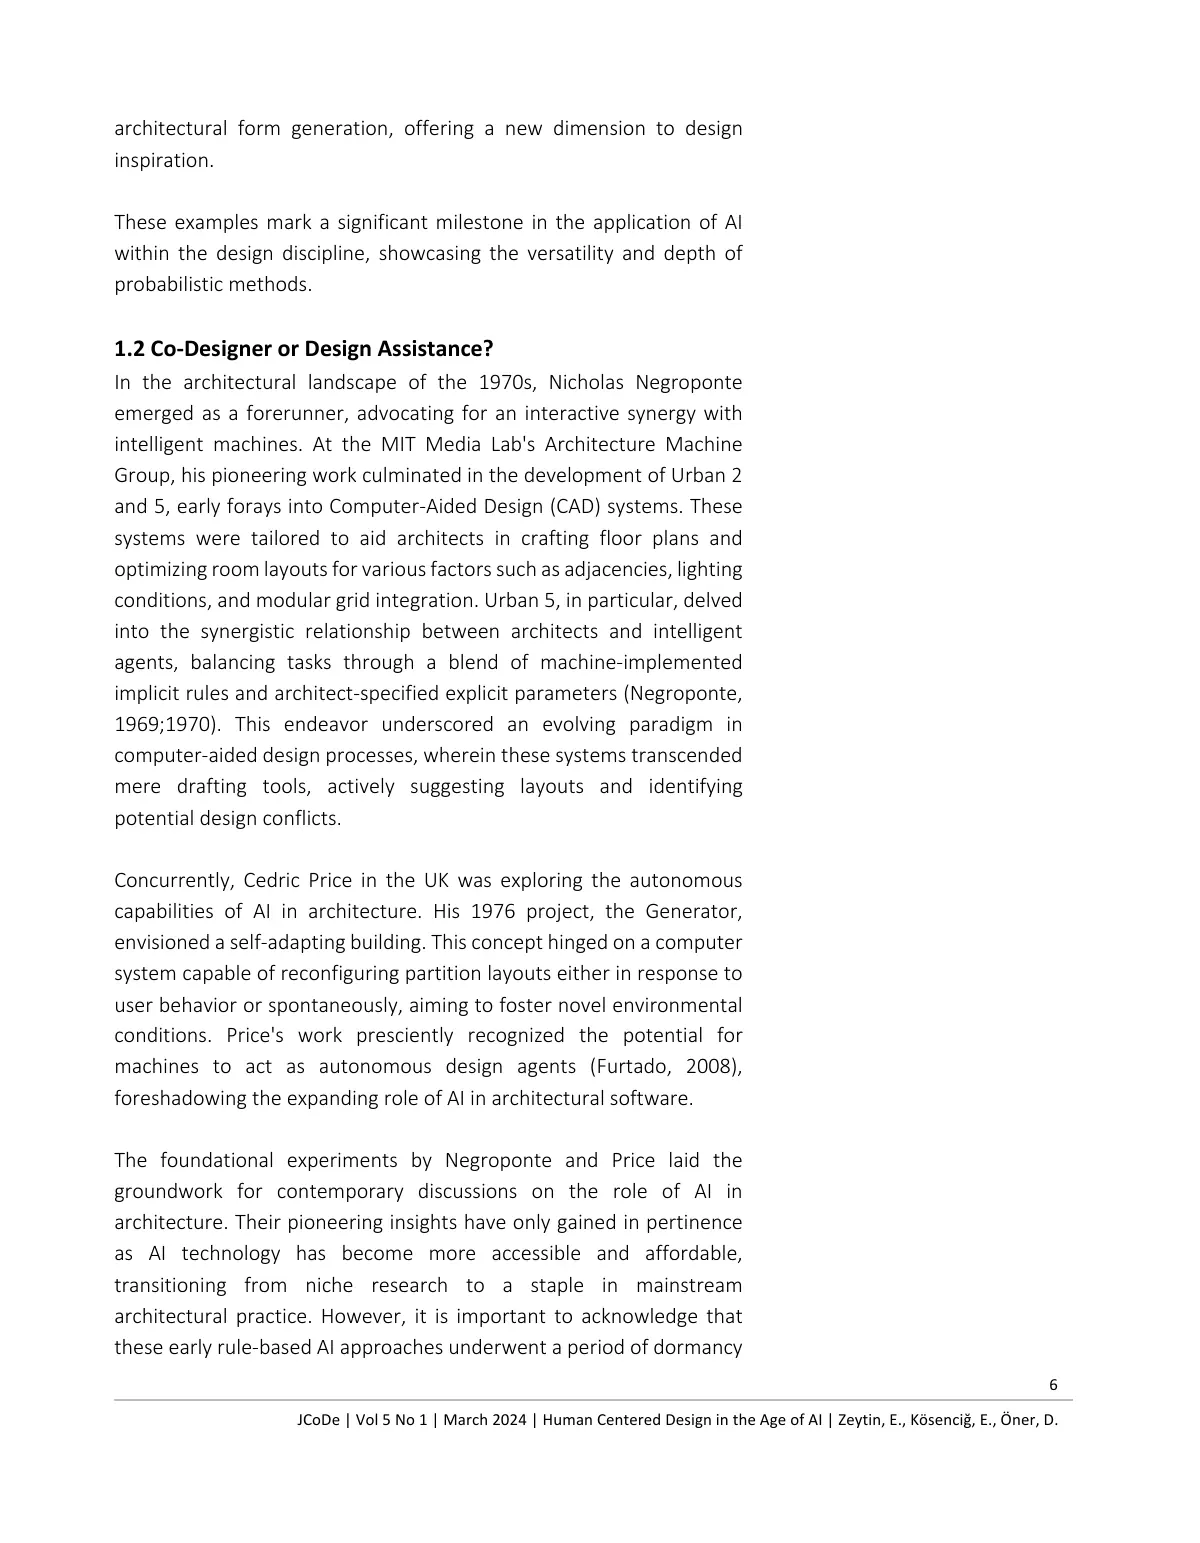 architectural form generation, offering a new dimension to design
inspiration.
These examples mark a significant milestone in the application of AI
within the design discipline, showcasing the versatility and depth of
probabilistic methods.
1.2 Co-Designer or Design Assistance?
In the architectural landscape of the 1970s, Nicholas Negroponte
emerged as a forerunner, advocating for an interactive synergy with
intelligent machines. At the MIT Media Lab's Architecture Machine
Group, his pioneering work culminated in the development of Urban 2
and 5, early forays into Computer-Aided Design (CAD) systems. These
systems were tailored to aid architects in crafting floor plans and
optimizing room layouts for various factors such as adjacencies, lighting
conditions, and modular grid integration. Urban 5, in particular, delved
into the synergistic relationship between architects and intelligent
agents, balancing tasks through a blend of machine-implemented
implicit rules and architect-specified explicit parameters (Negroponte,
1969;1970). This endeavor underscored an evolving paradigm in
computer-aided design processes, wherein these systems transcended
mere drafting tools, actively suggesting layouts and identifying
potential design conflicts.
Concurrently, Cedric Price in the UK was exploring the autonomous
capabilities of AI in architecture. His 1976 project, the Generator,
envisioned a self-adapting building. This concept hinged on a computer
system capable of reconfiguring partition layouts either in response to
user behavior or spontaneously, aiming to foster novel environmental
conditions. Price's work presciently recognized the potential for
machines to act as autonomous design agents (Furtado, 2008),
foreshadowing the expanding role of AI in architectural software.
The foundational experiments by Negroponte and Price laid the
groundwork for contemporary discussions on the role of AI in
architecture. Their pioneering insights have only gained in pertinence
as AI technology has become more accessible and affordable,
transitioning from niche research to a staple in mainstream
architectural practice. However, it is important to acknowledge that
these early rule-based AI approaches underwent a period of dormancy
6
JCoDe | Vol 5 No 1 | March 2024 | Human Centered Design in the Age of AI | Zeytin, E., Kösenciğ, E., Öner, D.